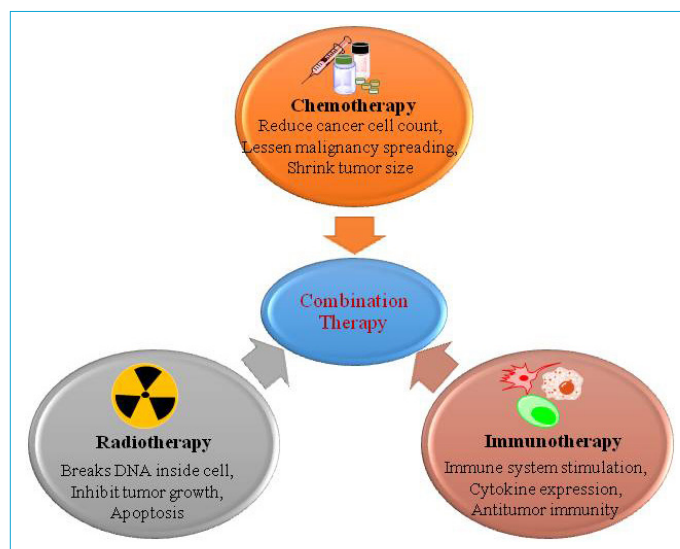 Chemotherapy
Reduce cancer cell count,
Lessen malignancy spreading,
Shrink tumor size
Combination
Therapy
Radiotherapy
Breaks DNA inside cell,
Inhibit tumor growth,
Apoptosis
Immunotherapy
Immune system stimulation,
Cytokine expression,
Antitumor immunity